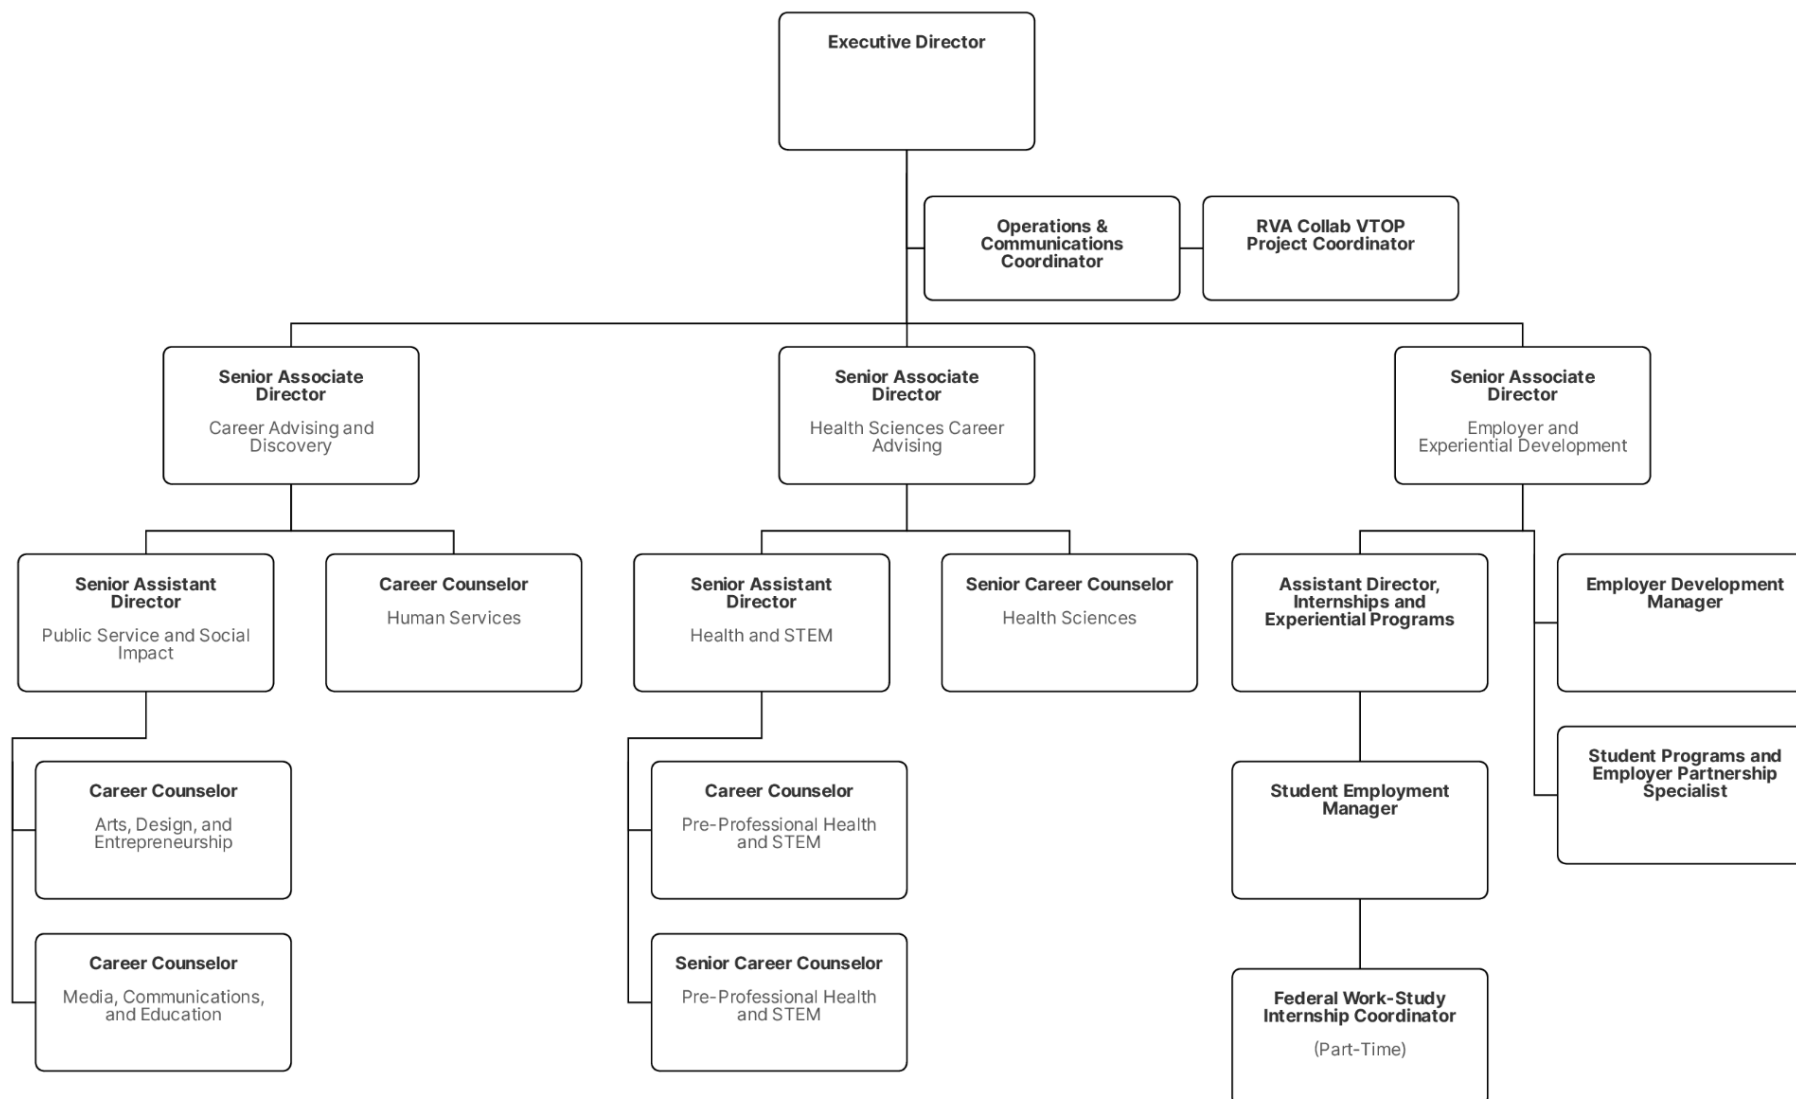 Executive Director
Operations &
Communications
Coordinator
RVA Collab VTOP
Project Coordinator
Senior Associate
Director
Career Advising and
Discovery
Senior Associate
Director
Health Sciences Career
Advising
Senior Associate
Director
Employer and
Experiential Development
Senior Assistant
Director
Public Service and Social
Impact
Career Counselor
Human Services
Senior Assistant
Director
Health and STEM
Senior Career Counselor
Health Sciences
Assistant Director,
Internships and
Experiential Programs
Employer Development
Manager
Career Counselor
Arts, Design, and
Entrepreneurship
Career Counselor
Pre-Professional Health
and STEM
Student Employment
Manager
Student Programs and
Employer Partnership
Specialist
Career Counselor
Media, Communications,
and Education
Senior Career Counselor
Pre-Professional Health
and STEM
Federal Work-Study
Internship Coordinator
(Part-Time)